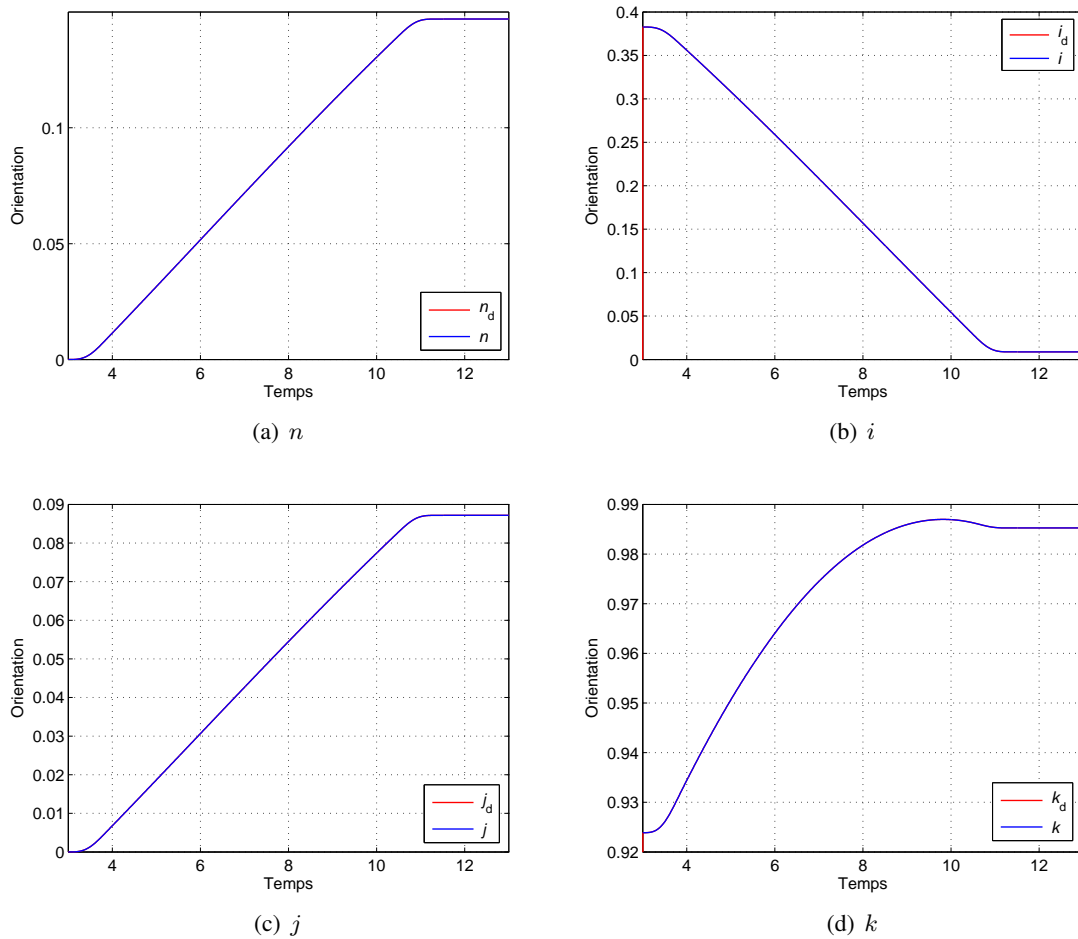 0.1
0.05
0
4 6 8 10 12
Orientation
Temps
n_d
n
(a) n
0.4
0.35
0.3
0.25
0.2
0.15
0.1
0.05
0
4 6 8 10 12
Orientation
Temps
i_d
i
(b) i
0.09
0.08
0.07
0.06
0.05
0.04
0.03
0.02
0.01
0
4 6 8 10 12
Orientation
Temps
j_d
j
(c) j
0.99
0.98
0.97
0.96
0.95
0.94
0.93
0.92
4 6 8 10 12
Orientation
Temps
k_d
k
(d) k